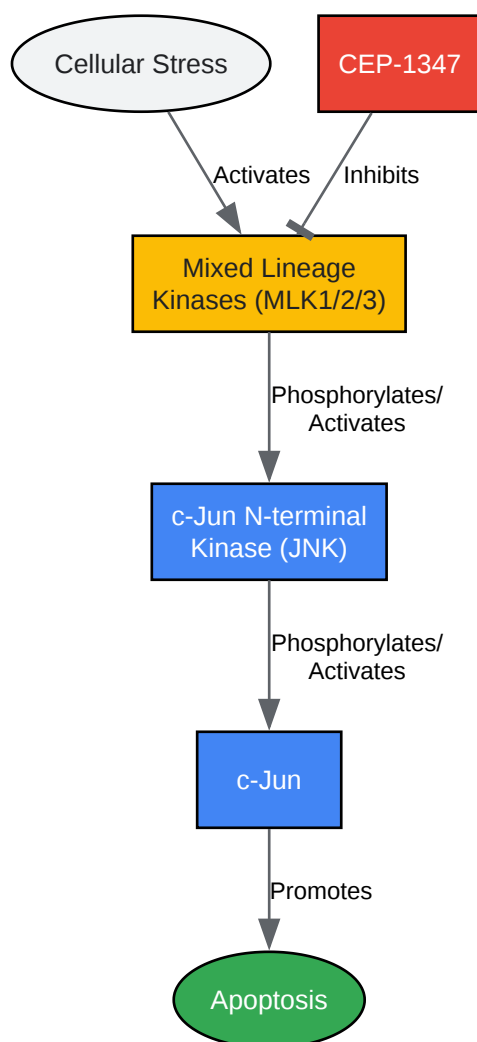 Cellular Stress
CEP-1347
Activates
Inhibits
Mixed Lineage
Kinases (MLK1/2/3)
Phosphorylates/
Activates
c-Jun N-terminal
Kinase (JNK)
Phosphorylates/
Activates
c-Jun
Promotes
Apoptosis